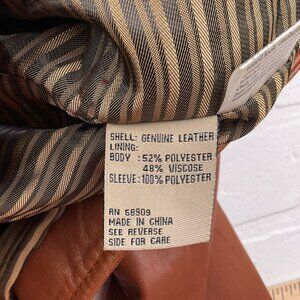 SHELL: GENUINE LEATHER
LINING:
BODY : 52% POLYESTER
48% VISCOSE
SLEEVE: 100% POLYESTER
RN 58909
MADE IN CHINA
SEE REVERSE
SIDE FOR CARE